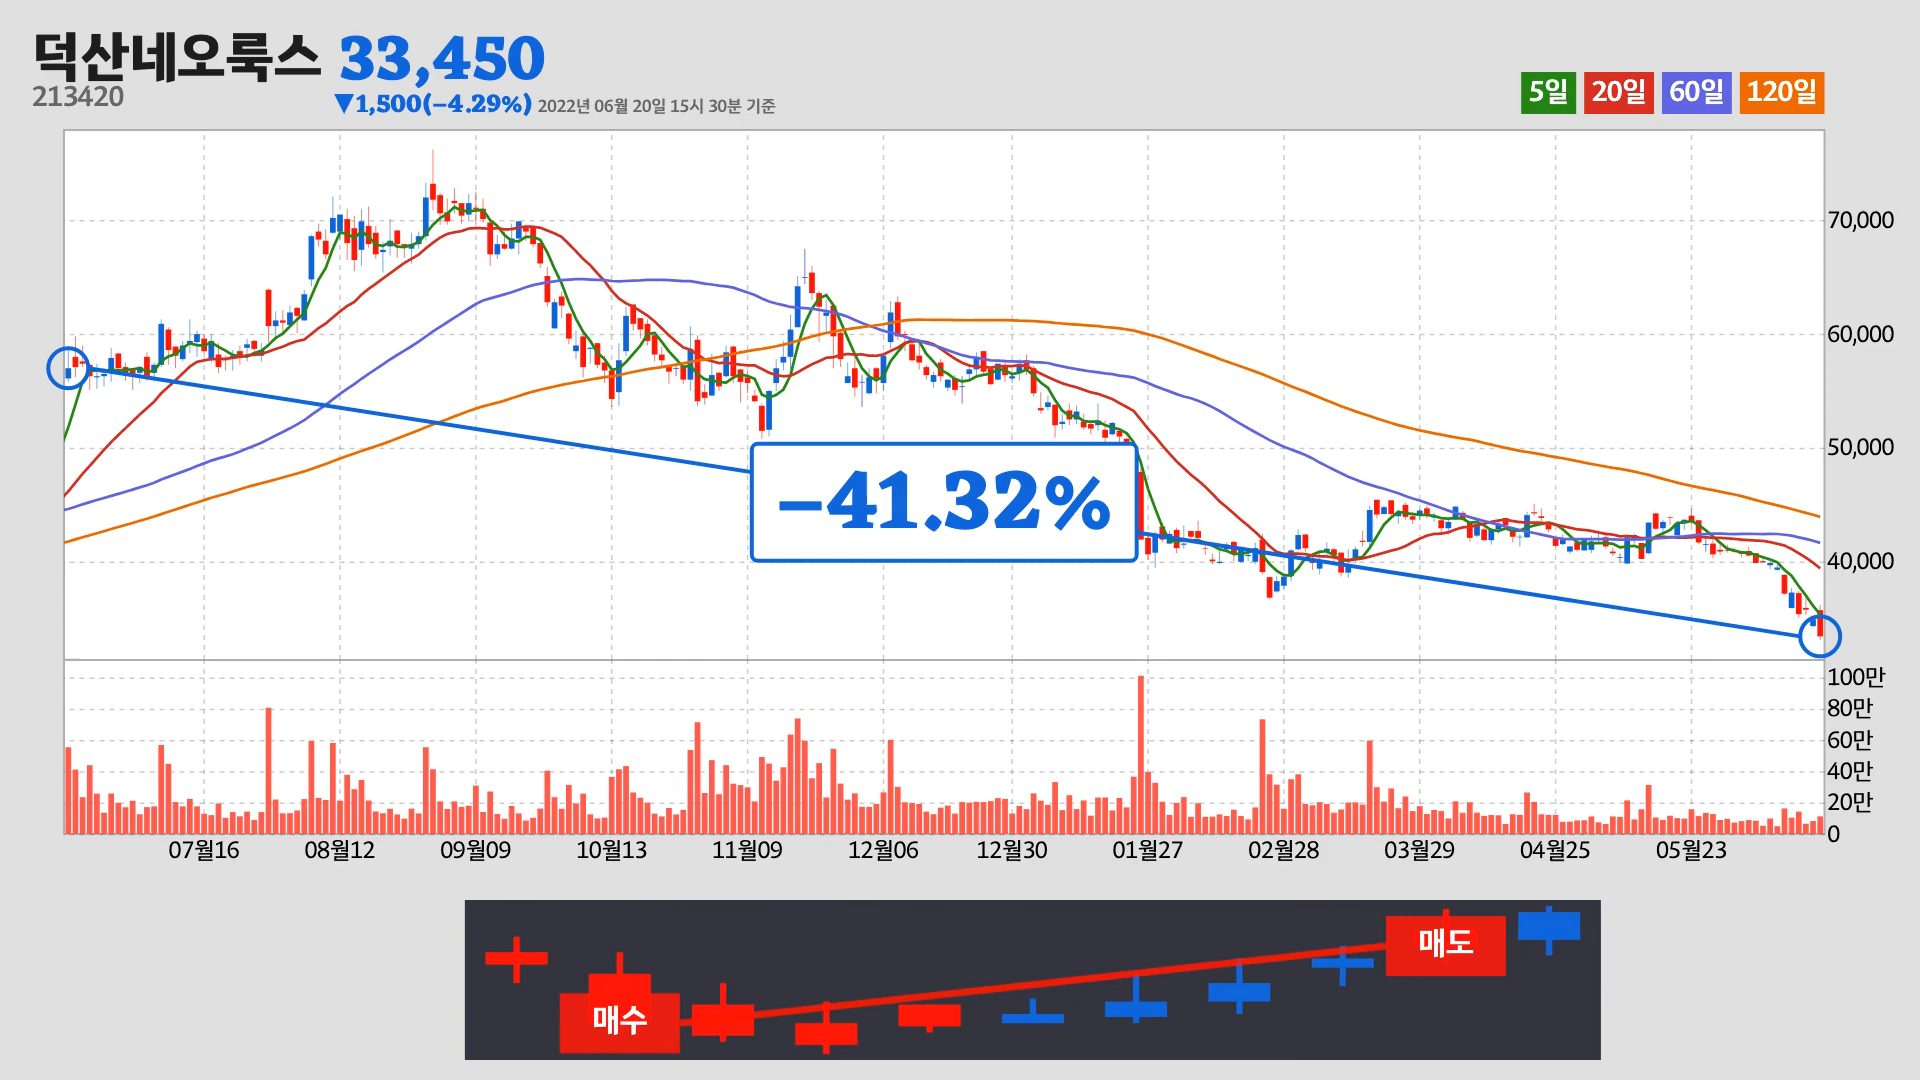 덕산네오룩스 33,450
213420
▼1,500(−4.29%) 2022년 06월 20일 15시 30분 기준
5일 20일 60일 120일
70,000
60,000
50,000
−41.32%
40,000
100만
80만
60만
40만
20만
0
07월16 08월12 09월09 10월13 11월09 12월06 12월30 01월27 02월28 03월29 04월25 05월23
매도
매수